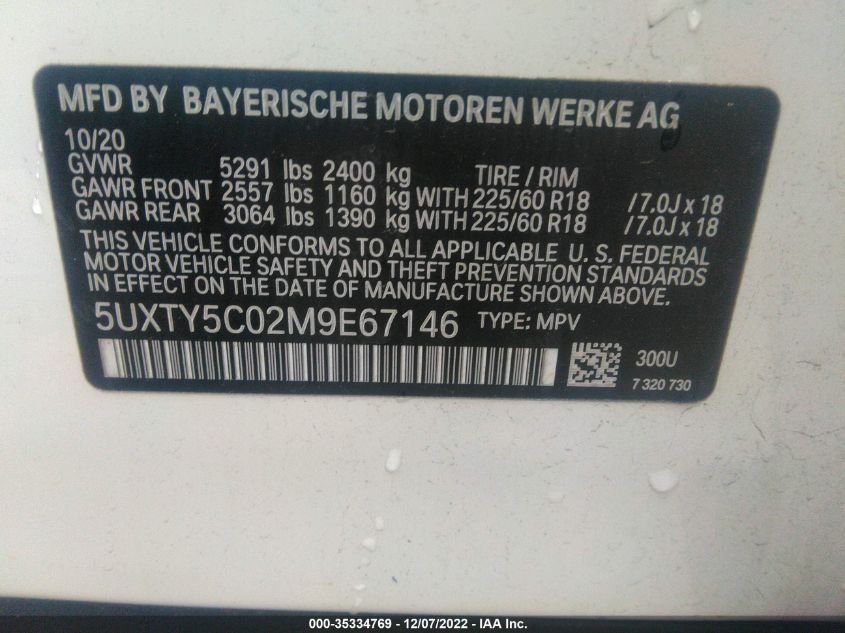 MFD BY BAYERISCHE MOTOREN WERKE AG
10/20
GVWR 5291 lbs 2400 kg TIRE / RIM
GAWR FRONT 2557 lbs 1160 kg WITH 225/60 R18 / 7.0J x 18
GAWR REAR 3064 lbs 1390 kg WITH 225/60 R18 / 7.0J x 18
THIS VEHICLE CONFORMS TO ALL APPLICABLE U. S. FEDERAL
MOTOR VEHICLE SAFETY AND THEFT PREVENTION STANDARDS
IN EFFECT ON THE DATE OF MANUFACTURE SHOWN ABOVE.
5UXTY5C02M9E67146 TYPE: MPV
300U
7 320 730
000-35334769 - 12/07/2022 - IAA Inc.